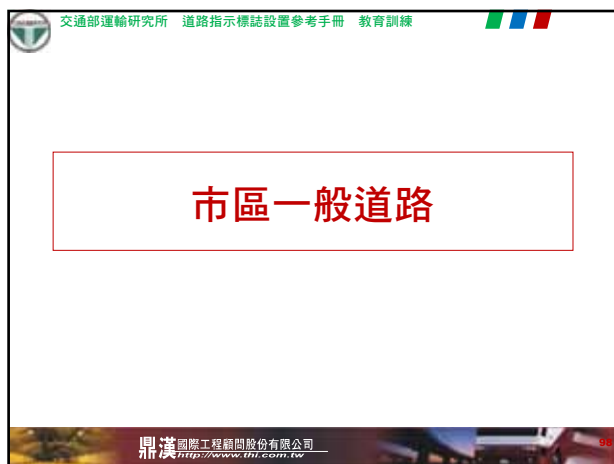 交通部運輸研究所 道路指示標誌設置參考手冊 教育訓練
市區一般道路
鼎漢國際工程顧問股份有限公司
http://www.thi.com.tw
98